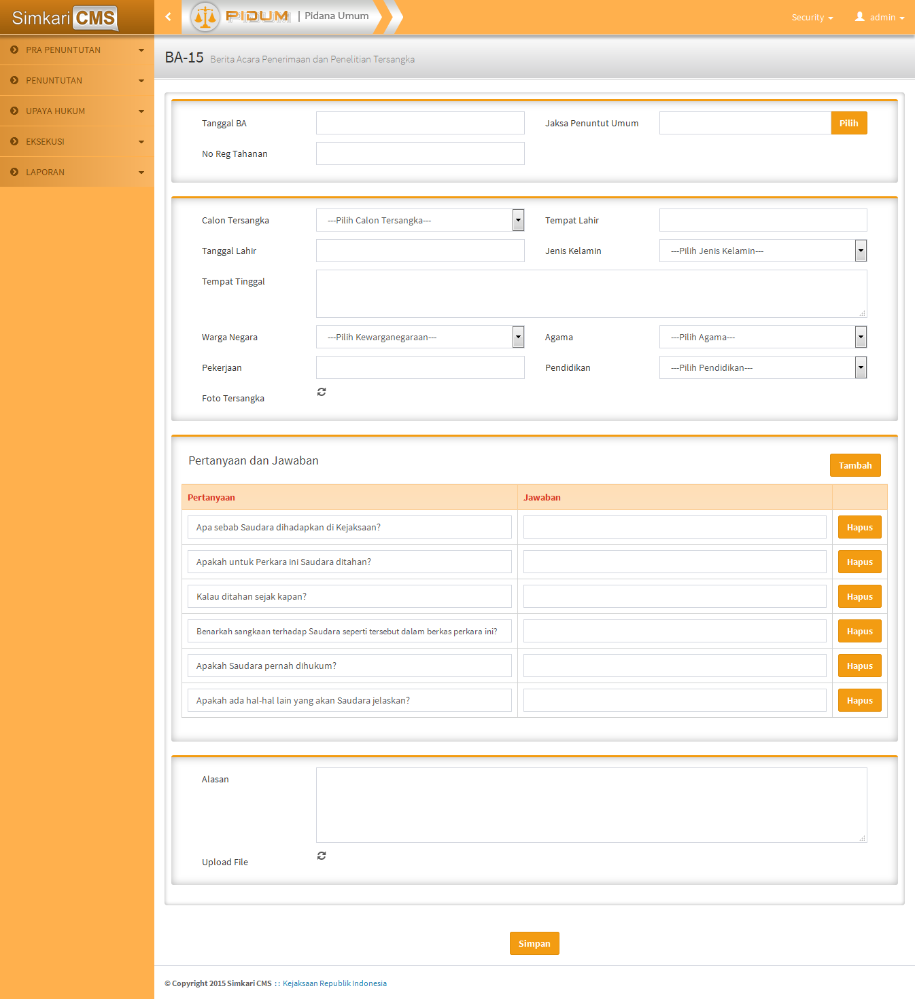 Simkari CMS
PIDUM | Pidana Umum
Security
admin
PRA PENUNTUTAN
PENUNTUTAN
UPAYA HUKUM
EKSEKUSI
LAPORAN
BA-15 Berita Acara Penerimaan dan Penelitian Tersangka
Tanggal BA
Jaksa Penuntut Umum
Pilih
No Reg Tahanan
Calon Tersangka
---Pilih Calon Tersangka---
Tempat Lahir
Tanggal Lahir
Jenis Kelamin
---Pilih Jenis Kelamin---
Tempat Tinggal
Warga Negara
---Pilih Kewarganegaraan---
Agama
---Pilih Agama---
Pekerjaan
Pendidikan
---Pilih Pendidikan---
Foto Tersangka
Pertanyaan dan Jawaban
Tambah
Pertanyaan
Jawaban
Apa sebab Saudara dihadapkan di Kejaksaan?
Hapus
Apakah untuk Perkara ini Saudara ditahan?
Hapus
Kalau ditahan sejak kapan?
Hapus
Benarkah sangkaan terhadap Saudara seperti tersebut dalam berkas perkara ini?
Hapus
Apakah Saudara pernah dihukum?
Hapus
Apakah ada hal-hal lain yang akan Saudara jelaskan?
Hapus
Alasan
Upload File
Simpan
© Copyright 2015 Simkari CMS :: Kejaksaan Republik Indonesia